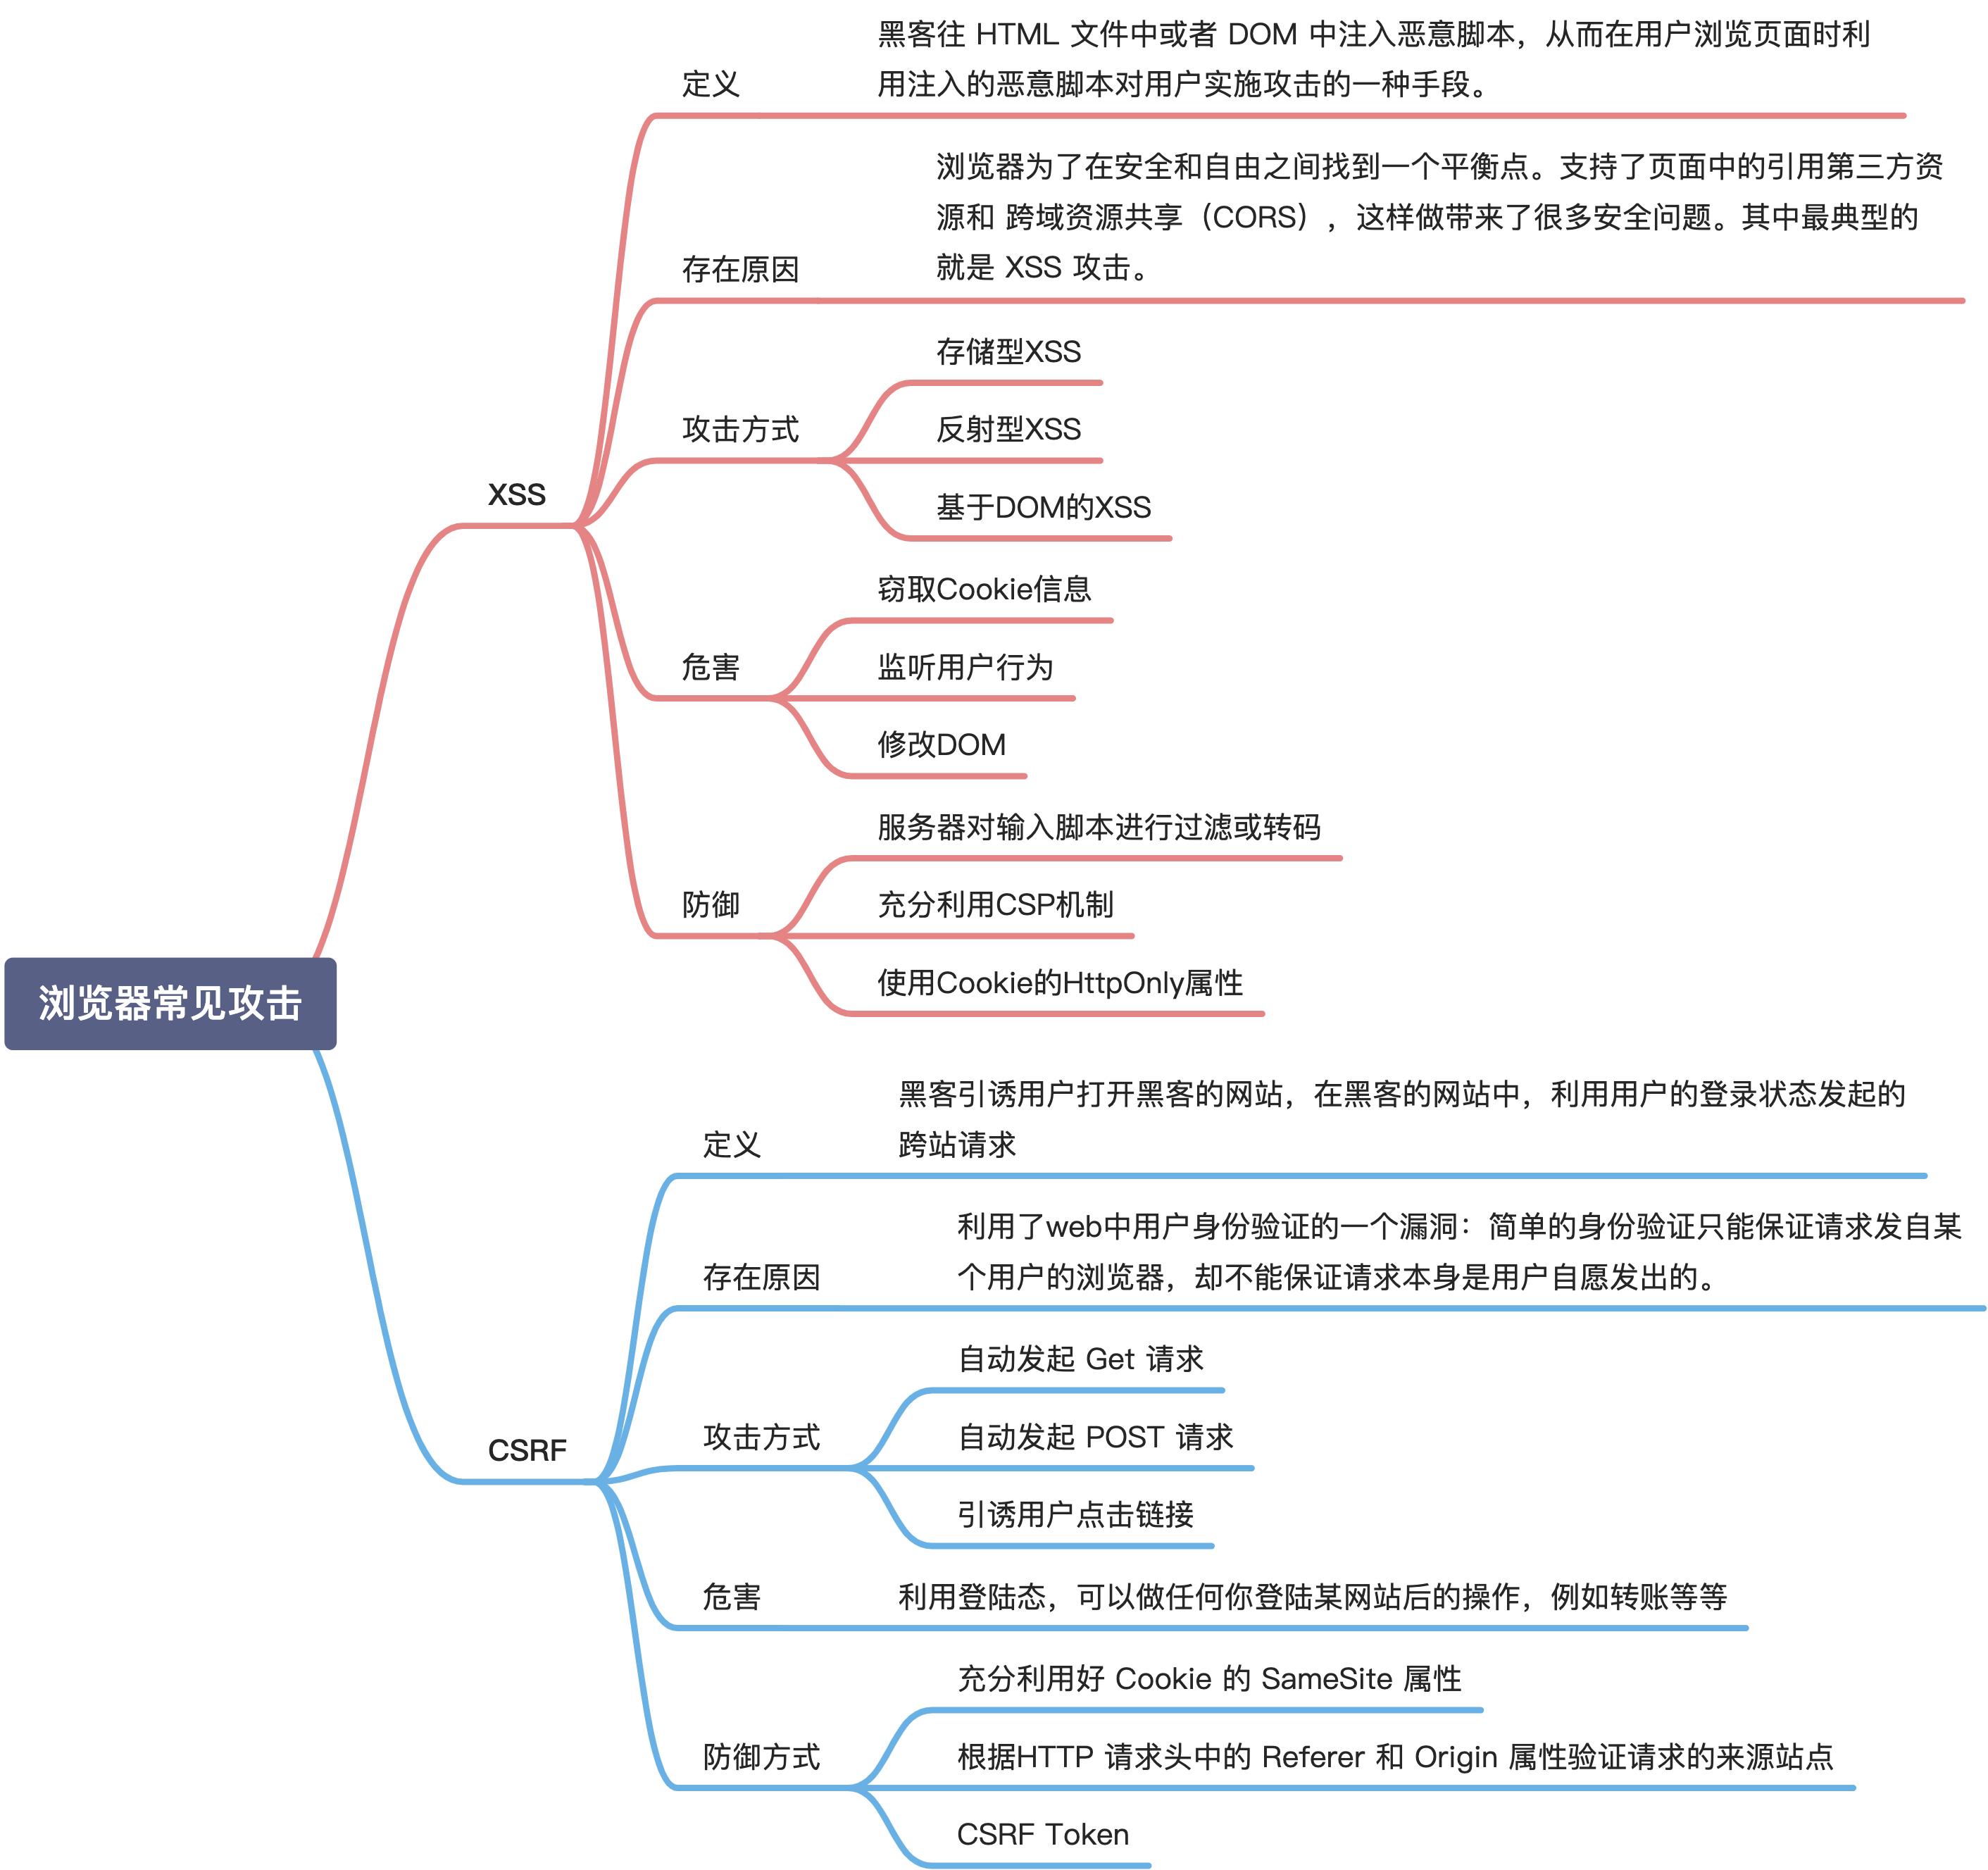 浏览器常见攻击
XSS
定义
黑客往 HTML 文件中或者 DOM 中注入恶意脚本，从而在用户浏览页面时利
用注入的恶意脚本对用户实施攻击的一种手段。
存在原因
浏览器为了在安全和自由之间找到一个平衡点。支持了页面中的引用第三方资
源和 跨域资源共享（CORS），这样做带来了很多安全问题。其中最典型的
就是 XSS 攻击。
攻击方式
存储型XSS
反射型XSS
基于DOM的XSS
危害
窃取Cookie信息
监听用户行为
修改DOM
防御
服务器对输入脚本进行过滤或转码
充分利用CSP机制
使用Cookie的HttpOnly属性
CSRF
定义
黑客引诱用户打开黑客的网站，在黑客的网站中，利用用户的登录状态发起的
跨站请求
存在原因
利用了web中用户身份验证的一个漏洞：简单的身份验证只能保证请求发自某
个用户的浏览器，却不能保证请求本身是用户自愿发出的。
攻击方式
自动发起 Get 请求
自动发起 POST 请求
引诱用户点击链接
危害
利用登陆态，可以做任何你登陆某网站后的操作，例如转账等等
防御方式
充分利用好 Cookie 的 SameSite 属性
根据HTTP 请求头中的 Referer 和 Origin 属性验证请求的来源站点
CSRF Token